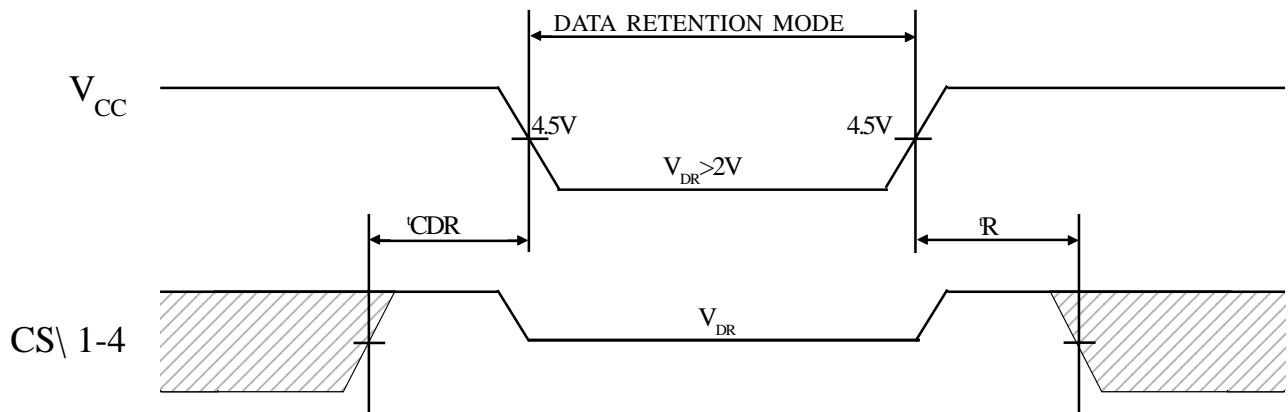 DATA RETENTION MODE
VCC
4.5V 4.5V
VDR>2V
tCDR tR
CS\ 1-4
VDR